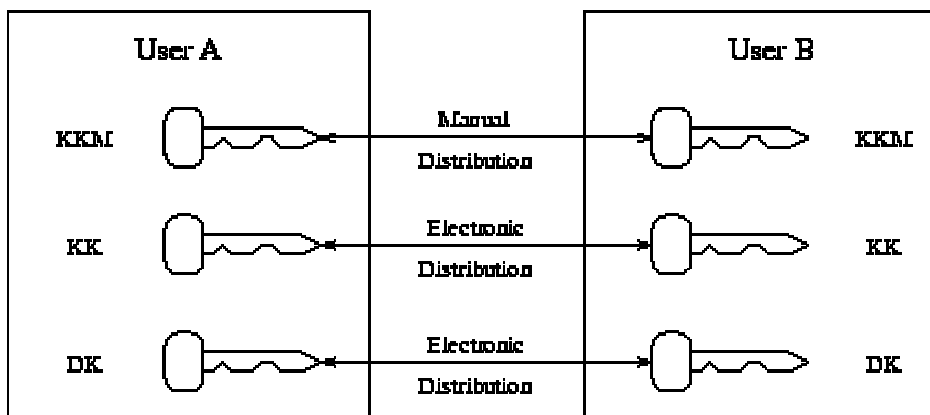 User A
User B
KKM
Manual
Distribution
KKM
KK
Electronic
Distribution
KK
DK
Electronic
Distribution
DK